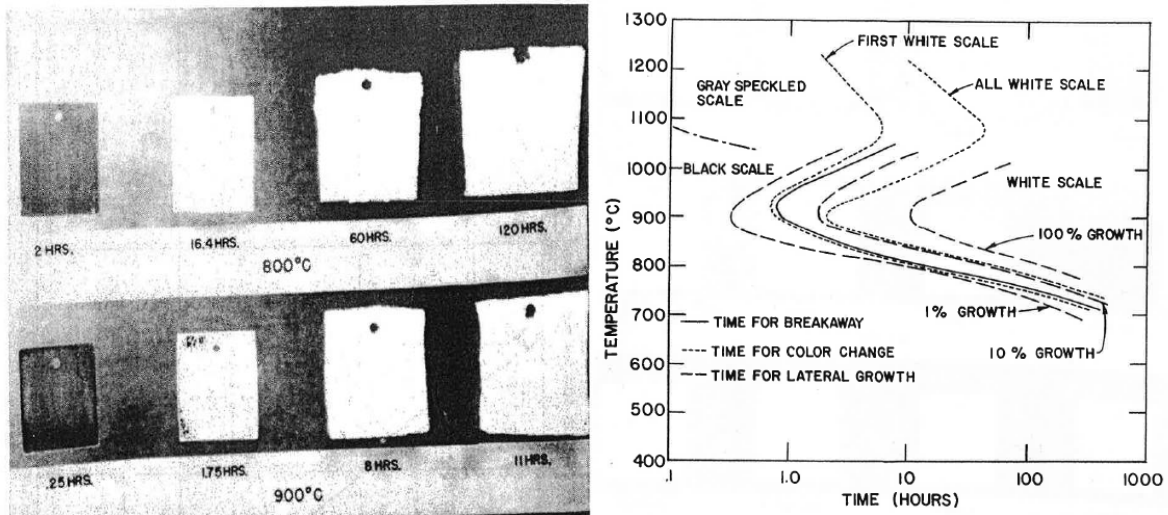 2 HRS.
16.4 HRS.
60 HRS.
120 HRS.
800°C
.25 HRS.
1.75 HRS.
8 HRS.
11 HRS.
900°C
1300
1200
1100
1000
900
800
700
600
500
400
TEMPERATURE (°C)
FIRST WHITE SCALE
GRAY SPECKLED
SCALE
ALL WHITE SCALE
BLACK SCALE
WHITE SCALE
100% GROWTH
1% GROWTH
10% GROWTH
TIME FOR BREAKAWAY
TIME FOR COLOR CHANGE
TIME FOR LATERAL GROWTH
.1
1.0
10
100
1000
TIME (HOURS)